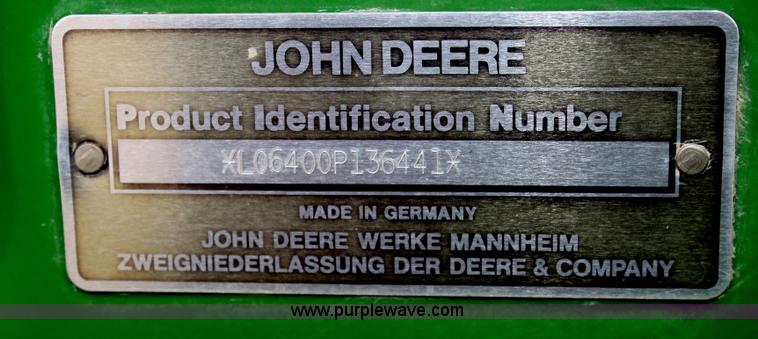 JOHN DEERE
Product Identification Number
*L06400P136441*
MADE IN GERMANY
JOHN DEERE WERKE MANNHEIM
ZWEIGNIEDERLASSUNG DER DEERE & COMPANY
www.purplewave.com